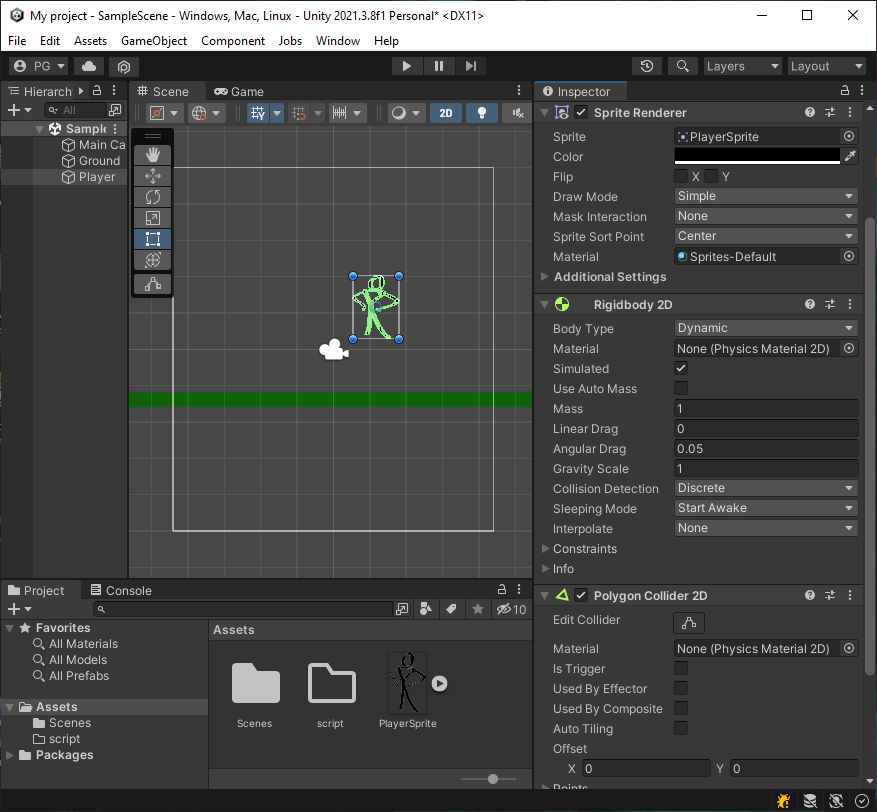 My project - SampleScene - Windows, Mac, Linux - Unity 2021.3.8f1 Personal* <DX11>
File Edit Assets GameObject Component Jobs Window Help
PG Layers Layout
Hierarch
All
Sample
Main Ca
Ground
Player
Scene Game
2D
Inspector
Sprite Renderer
Sprite PlayerSprite
Color
Flip X Y
Draw Mode Simple
Mask Interaction None
Sprite Sort Point Center
Material Sprites-Default
Additional Settings
Rigidbody 2D
Body Type Dynamic
Material None (Physics Material 2D)
Simulated
Use Auto Mass
Mass 1
Linear Drag 0
Angular Drag 0.05
Gravity Scale 1
Collision Detection Discrete
Sleeping Mode Start Awake
Interpolate None
Constraints
Info
Polygon Collider 2D
Edit Collider
Material None (Physics Material 2D)
Is Trigger
Used By Effector
Used By Composite
Auto Tiling
Offset
X 0 Y 0
Points
Project Console
10
Favorites
All Materials
All Models
All Prefabs
Assets
Scenes
script
Packages
Assets
Scenes script PlayerSprite